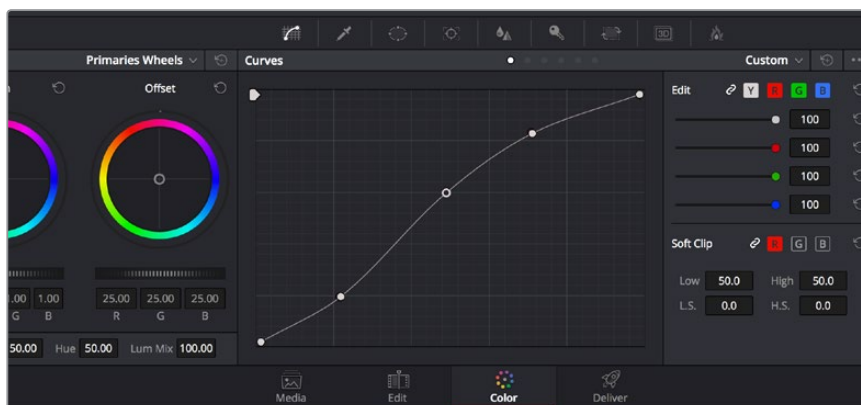 Primaries Wheels
Curves
Custom
Offset
Edit
Y
R
G
B
100
100
100
100
Soft Clip
R
G
B
Low
50.0
High
50.0
L.S.
0.0
H.S.
0.0
1.00
25.00
25.00
25.00
G
B
R
G
B
50.00
Hue
50.00
Lum Mix
100.00
3D
Media
Edit
Color
Deliver